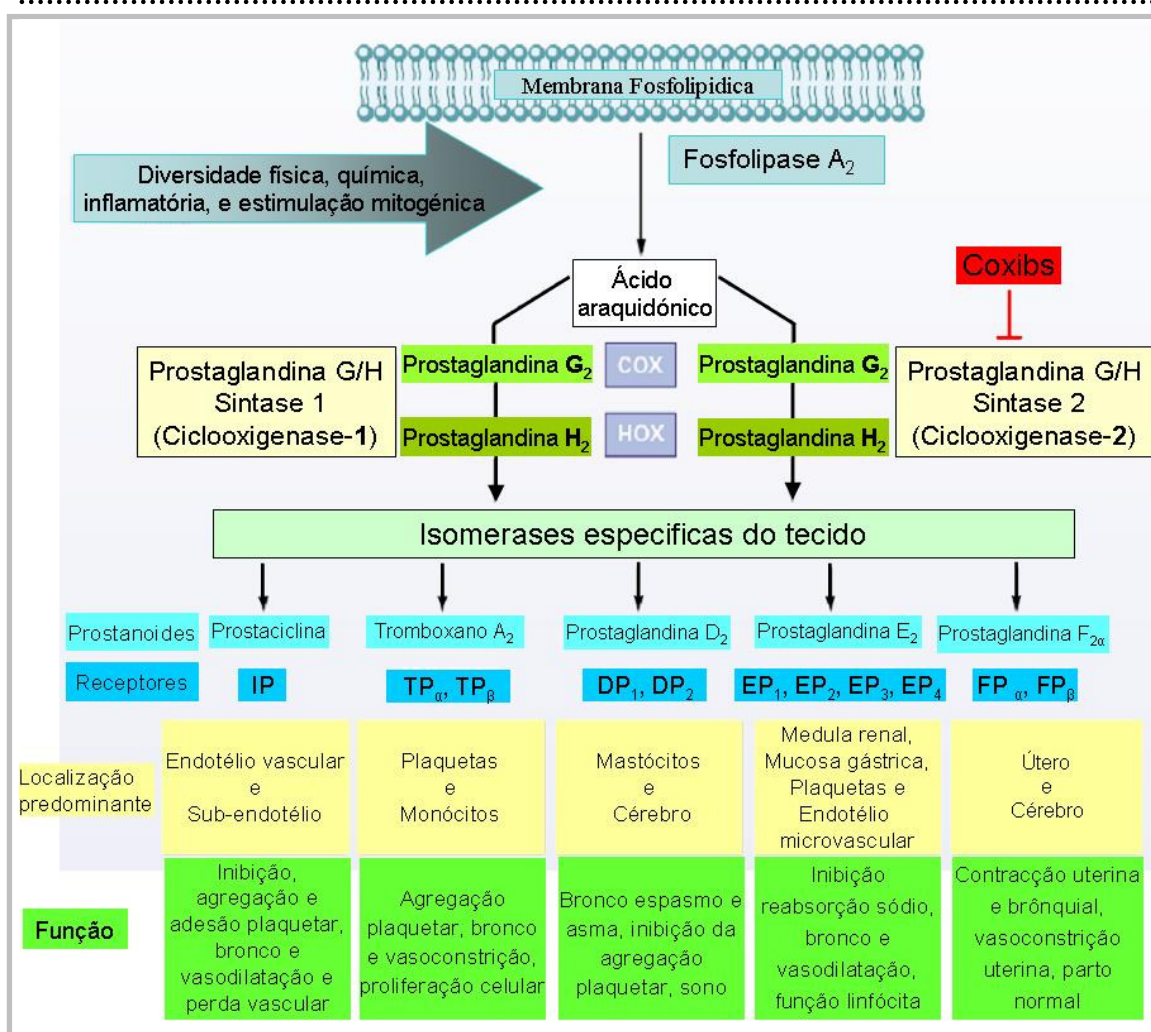 Membrana Fosfolipidica
Fosfolipase A₂
Diversidade física, química,
inflamatória, e estimulação mitogénica
Coxibs
Ácido
araquidónico
Prostaglandina G/H
Sintase 1
(Ciclooxigenase-1)
Prostaglandina G₂
COX
Prostaglandina G₂
Prostaglandina H₂
HOX
Prostaglandina H₂
Prostaglandina G/H
Sintase 2
(Ciclooxigenase-2)
Isomerases especificas do tecido
Prostanoides
Prostaciclina
Tromboxano A₂
Prostaglandina D₂
Prostaglandina E₂
Prostaglandina F₂α
Receptores
IP
TPα, TPβ
DP₁, DP₂
EP₁, EP₂, EP₃, EP₄
FP α, FPβ
Localização
predominante
Endotélio vascular
e
Sub-endotélio
Plaquetas
e
Monócitos
Mastócitos
e
Cérebro
Medula renal,
Mucosa gástrica,
Plaquetas e
Endotélio
microvascular
Útero
e
Cérebro
Função
Inibição,
agregação e
adesão plaquetar,
bronco e
vasodilatação e
perda vascular
Agregação
plaquetar, bronco
e vasoconstrição,
proliferação celular
Bronco espasmo e
asma, inibição da
agregação
plaquetar, sono
Inibição
reabsorção sódio,
bronco e
vasodilatação,
função linfócita
Contracção uterina
e brônquial,
vasoconstrição
uterina, parto
normal